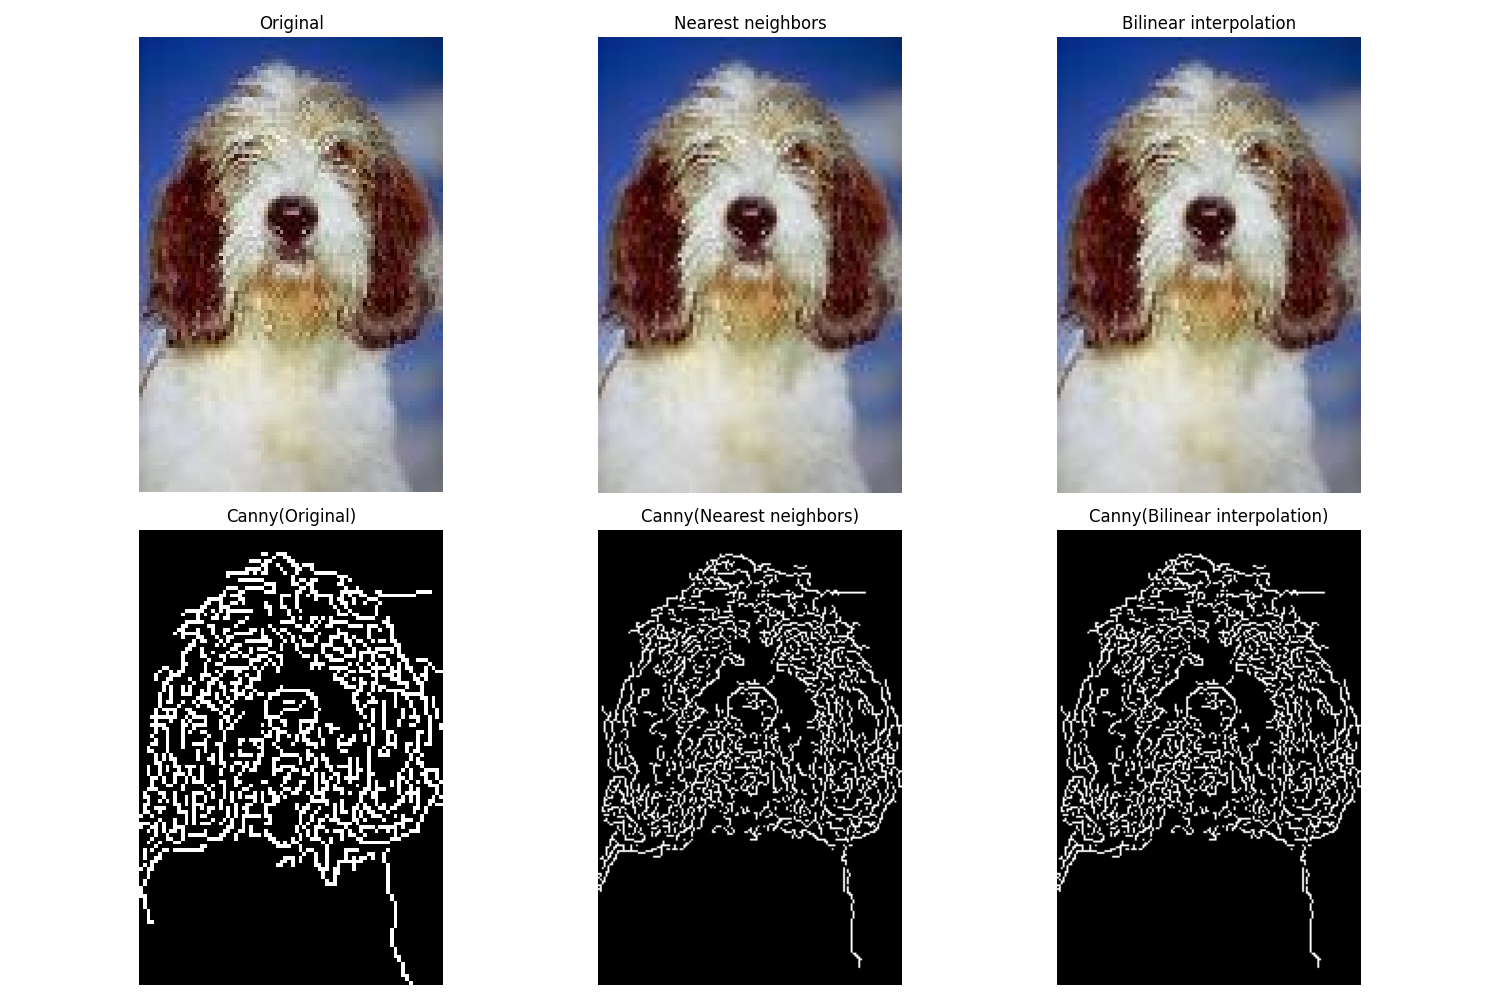 Original
Nearest neighbors
Bilinear interpolation
Canny(Original)
Canny(Nearest neighbors)
Canny(Bilinear interpolation)